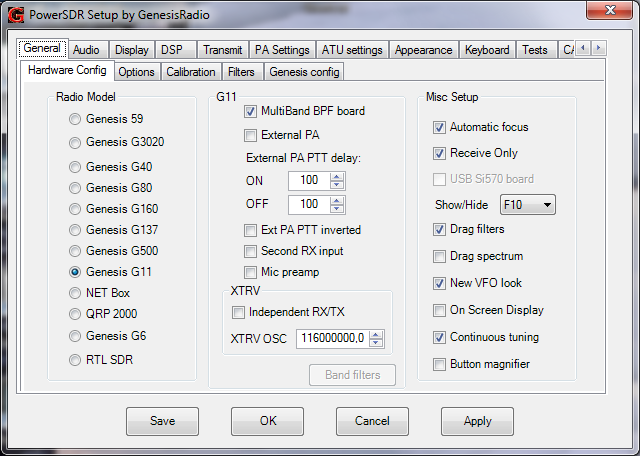 PowerSDR Setup by GenesisRadio
General Audio Display DSP Transmit PA Settings ATU settings Appearance Keyboard Tests CA
Hardware Config Options Calibration Filters Genesis config
Radio Model
Genesis 59
Genesis G3020
Genesis G40
Genesis G80
Genesis G160
Genesis G137
Genesis G500
Genesis G11
NET Box
QRP 2000
Genesis G6
RTL SDR
G11
MultiBand BPF board
External PA
External PA PTT delay:
ON 100
OFF 100
Ext PA PTT inverted
Second RX input
Mic preamp
XTRV
Independent RX/TX
XTRV OSC 116000000,0
Band filters
Misc Setup
Automatic focus
Receive Only
USB Si570 board
Show/Hide F10
Drag filters
Drag spectrum
New VFO look
On Screen Display
Continuous tuning
Button magnifier
Save OK Cancel Apply